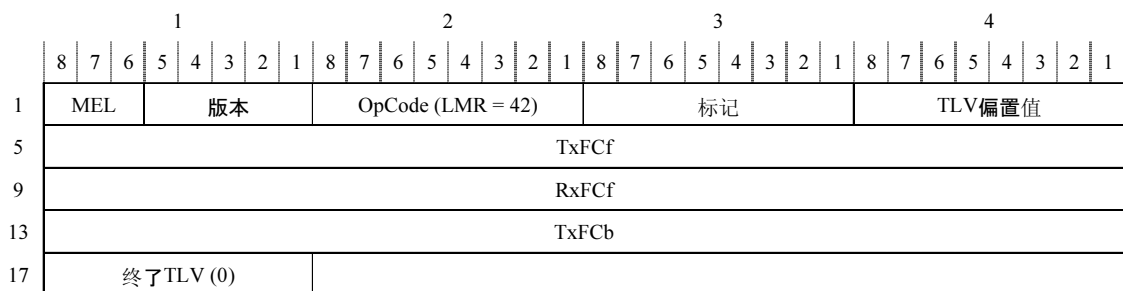 1 2 3 4
8 7 6 5 4 3 2 1 8 7 6 5 4 3 2 1 8 7 6 5 4 3 2 1 8 7 6 5 4 3 2 1
1 MEL 版本 OpCode (LMR = 42) 标记 TLV偏置值
5 TxFCf
9 RxFCf
13 TxFCb
17 终了TLV (0)